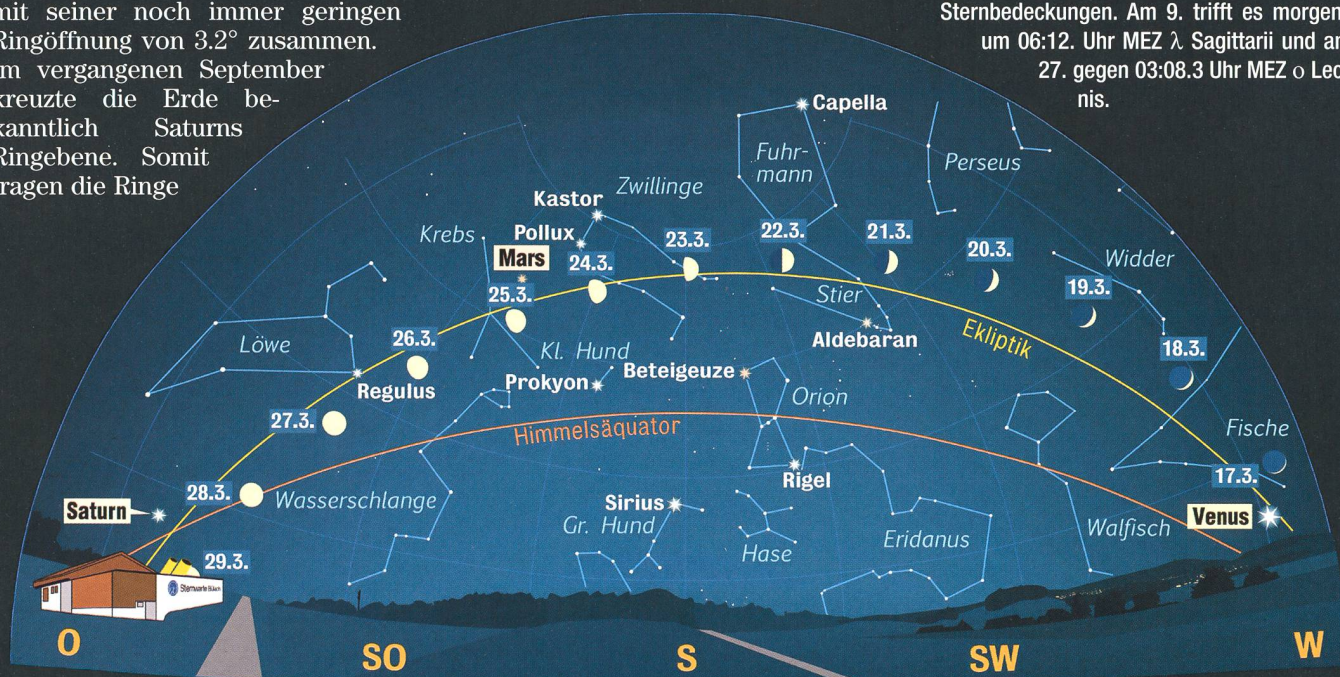 mit seiner noch immer geringen
Ringöffnung von 3.2° zusammen.
Im vergangenen September
kreuzte die Erde be-
kanntlich Saturns
Ringebene. Somit
ragen die Ringe
Sternbedeckungen. Am 9. trifft es morgen
um 06:12. Uhr MEZ λ Sagittarii und
27. gegen 03:08.3 Uhr MEZ ο Leo
nis.
Capella
Fuhr-
mann
Perseus
Kastor
Zwillinge
Krebs
Pollux
Mars
24.3.
23.3.
22.3.
21.3.
20.3.
Widder
19.3.
25.3.
Stier
26.3.
Aldebaran
Ekliptik
18.3.
Löwe
Kl. Hund
Prokyon
Beteigeuze
Regulus
Orion
27.3.
Himmelsäquator
Fische
17.3.
28.3.
Wasserschlange
Rigel
Saturn
Sirius
Gr. Hund
Hase
Eridanus
Walfisch
Venus
29.3.
Sternwarte Bülach
O
SO
S
SW
W